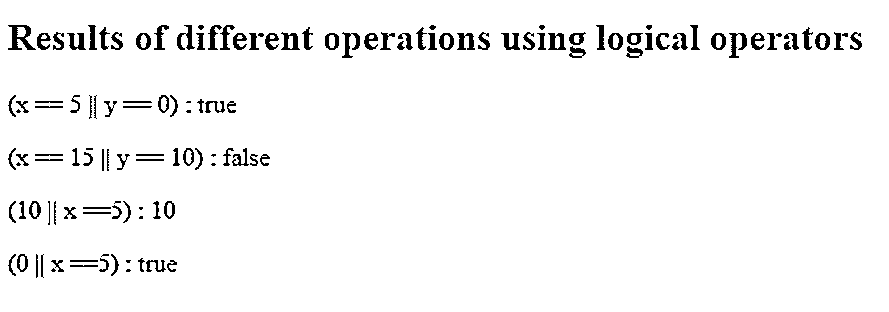 Results of different operations using logical operators
(x == 5 || y == 0) : true
(x == 15 || y == 10) : false
(10 || x ==5) : 10
(0 || x ==5) : true